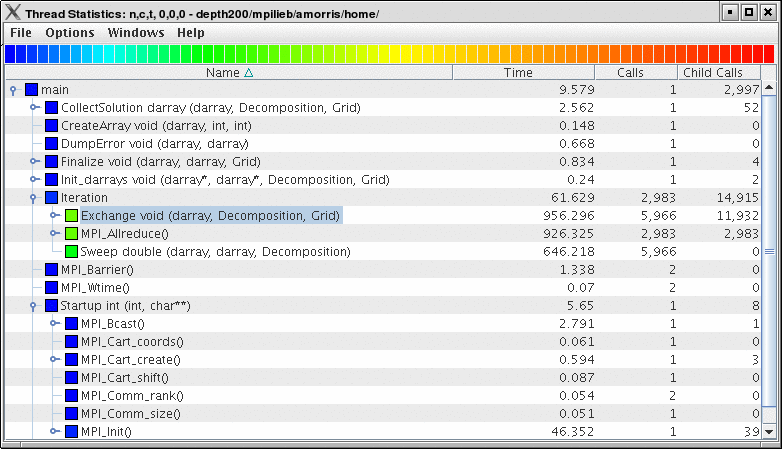 Thread Statistics: n,c,t, 0,0,0 - depth200/mpilieb/amorris/home/
File Options Windows Help
Name Time Calls Child Calls
main 9.579 1 2,997
CollectSolution darray (darray, Decomposition, Grid) 2.562 1 52
CreateArray void (darray, int, int) 0.148 1 0
DumpError void (darray, darray) 0.668 1 0
Finalize void (darray, darray, Grid) 0.834 1 4
Init_darrays void (darray*, darray*, Decomposition, Grid) 0.24 1 2
Iteration 61.629 2,983 14,915
Exchange void (darray, Decomposition, Grid) 956.296 5,966 11,932
MPI_Allreduce() 926.325 2,983 2,983
Sweep double (darray, darray, Decomposition) 646.218 5,966 0
MPI_Barrier() 1.338 2 0
MPI_Wtime() 0.07 2 0
Startup int (int, char**) 5.65 1 8
MPI_Bcast() 2.791 1 1
MPI_Cart_coords() 0.061 1 0
MPI_Cart_create() 0.594 1 3
MPI_Cart_shift() 0.087 1 0
MPI_Comm_rank() 0.054 2 0
MPI_Comm_size() 0.051 1 0
MPI_Init() 46.352 1 39